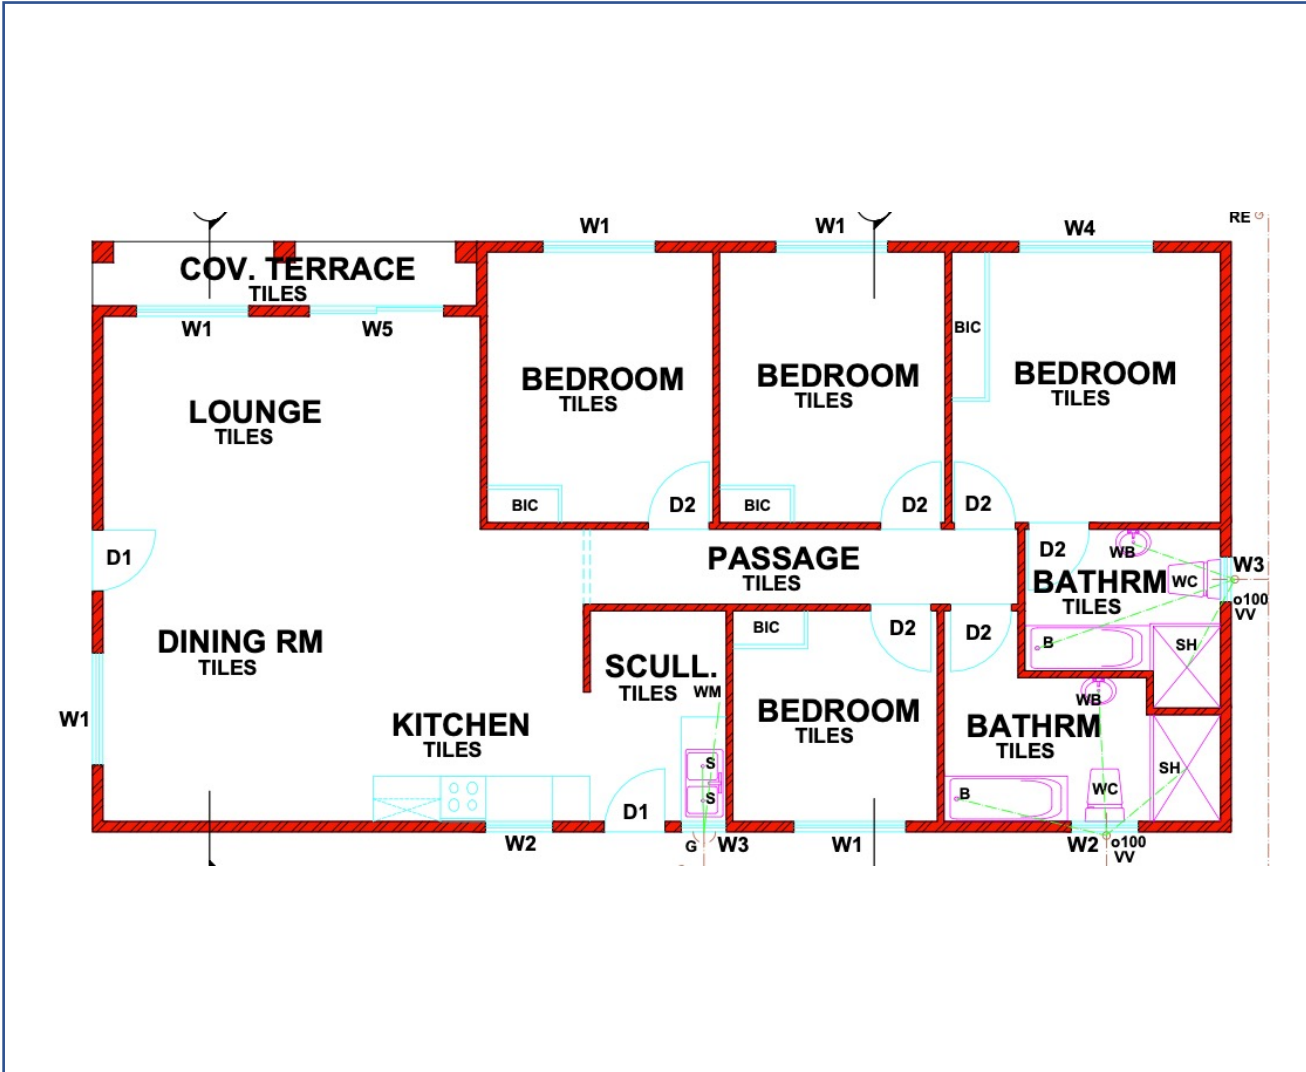 RE G
W1
W1
W4
COV. TERRACE
TILES
W1
W5
BIC
BEDROOM
TILES
BEDROOM
TILES
BEDROOM
TILES
LOUNGE
TILES
BIC
D2
BIC
D2
D2
D1
PASSAGE
TILES
D2
WB
W3
BATHRM
TILES
WC
o100
VV
BIC
D2
D2
B
SH
DINING RM
TILES
SCULL.
TILES
WM
WB
W1
KITCHEN
TILES
BEDROOM
TILES
BATHRM
TILES
S
S
SH
WC
B
D1
W2
G
W3
W1
W2
o100
VV